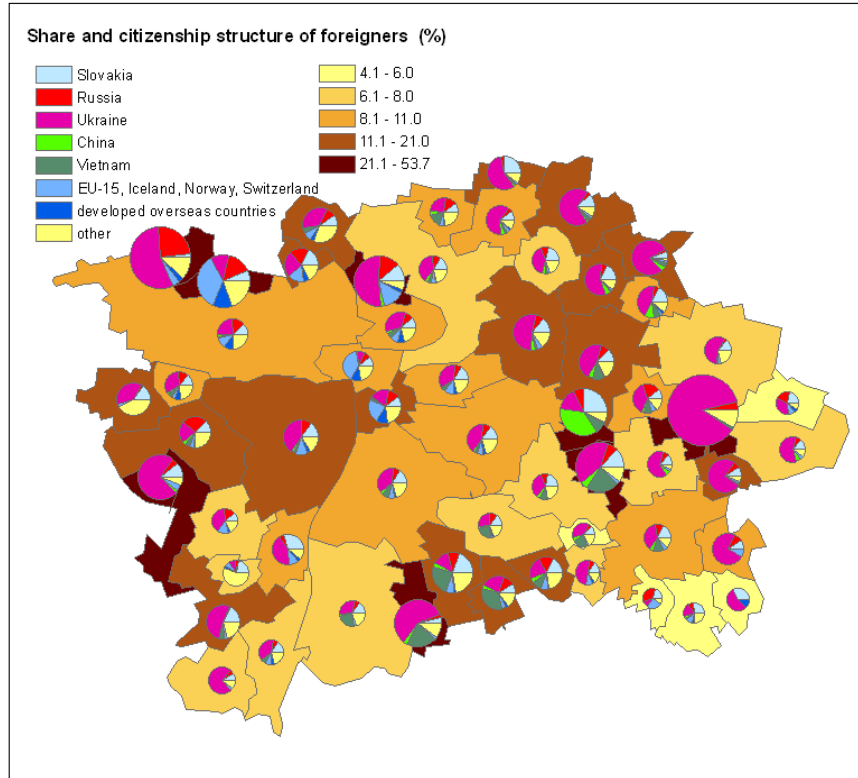 Share and citizenship structure of foreigners (%)
Slovakia
Russia
Ukraine
China
Vietnam
EU-15, Iceland, Norway, Switzerland
developed overseas countries
other
4.1 - 6.0
6.1 - 8.0
8.1 - 11.0
11.1 - 21.0
21.1 - 53.7